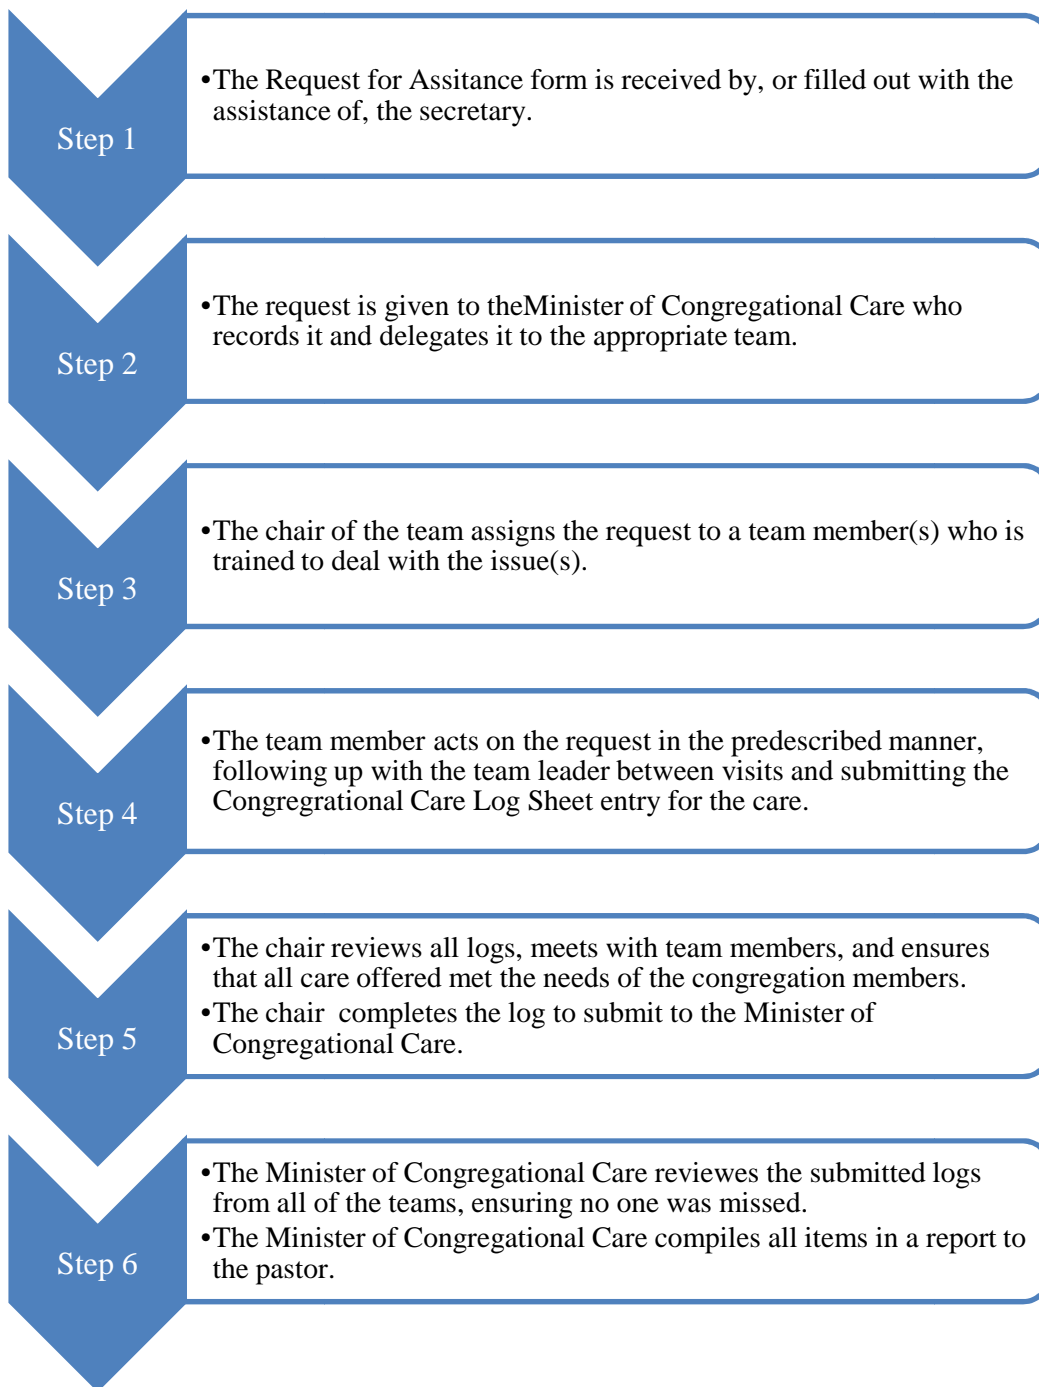 •The Request for Assitance form is received by, or filled out with the
assistance of, the secretary.
Step 1
•The request is given to theMinister of Congregational Care who
records it and delegates it to the appropriate team.
Step 2
•The chair of the team assigns the request to a team member(s) who is
trained to deal with the issue(s).
Step 3
•The team member acts on the request in the predescribed manner,
following up with the team leader between visits and submitting the
Congregrational Care Log Sheet entry for the care.
Step 4
•The chair reviews all logs, meets with team members, and ensures
that all care offered met the needs of the congregation members.
•The chair  completes the log to submit to the Minister of
Congregational Care.
Step 5
•The Minister of Congregational Care reviewes the submitted logs
from all of the teams, ensuring no one was missed.
•The Minister of Congregational Care compiles all items in a report to
the pastor.
Step 6